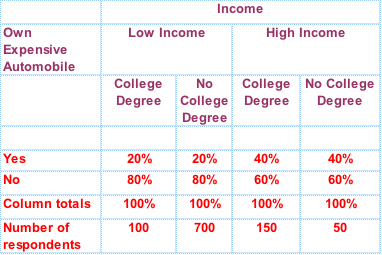 Income
Own Expensive Automobile Low Income High Income
College Degree No College Degree College Degree No College Degree
Yes 20% 20% 40% 40%
No 80% 80% 60% 60%
Column totals 100% 100% 100% 100%
Number of respondents 100 700 150 50